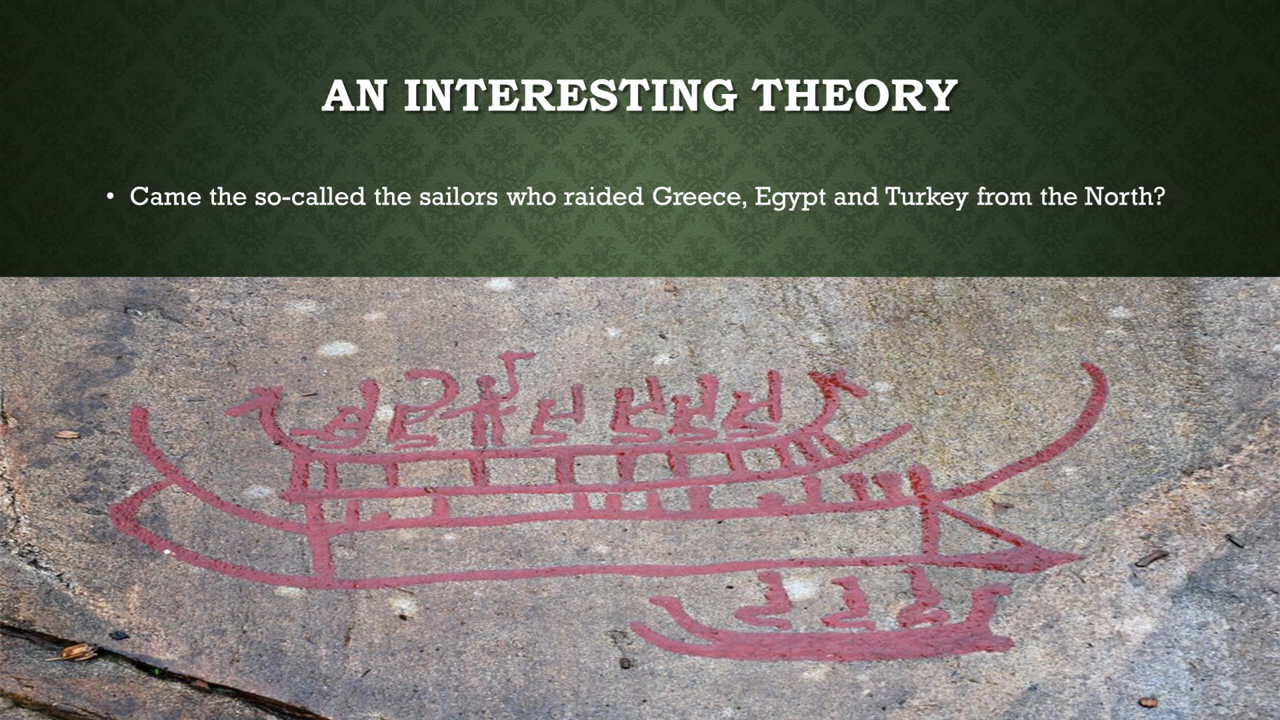 AN INTERESTING THEORY
• Came the so-called the sailors who raided Greece, Egypt and Turkey from the North?